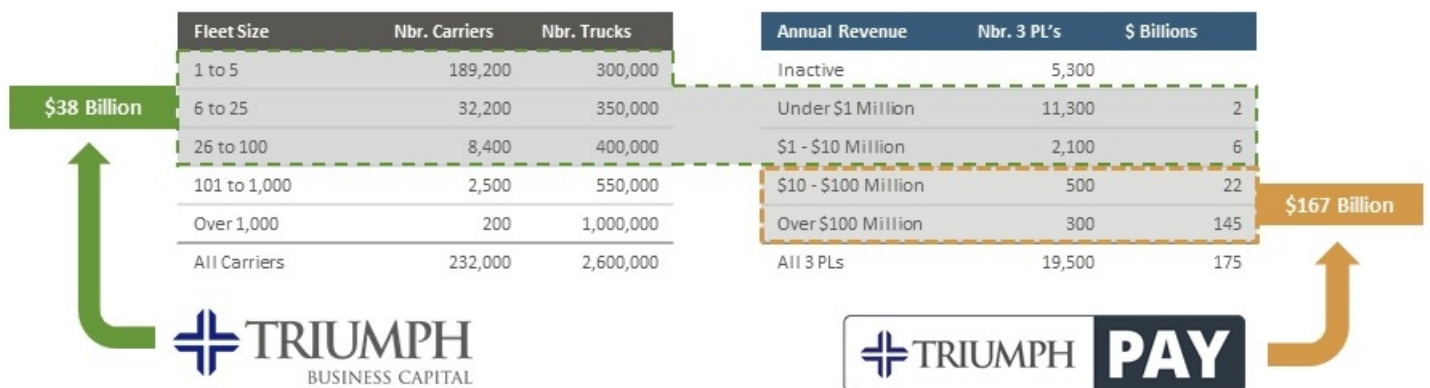 Fleet Size Nbr. Carriers Nbr. Trucks
1 to 5 189,200 300,000
6 to 25 32,200 350,000
26 to 100 8,400 400,000
101 to 1,000 2,500 550,000
Over 1,000 200 1,000,000
All Carriers 232,000 2,600,000
$38 Billion
TRIUMPH
BUSINESS CAPITAL
Annual Revenue Nbr. 3 PL's $ Billions
Inactive 5,300
Under $1 Million 11,300 2
$1 - $10 Million 2,100 6
$10 - $100 Million 500 22
Over $100 Million 300 145
All 3 PLs 19,500 175
$167 Billion
TRIUMPH PAY